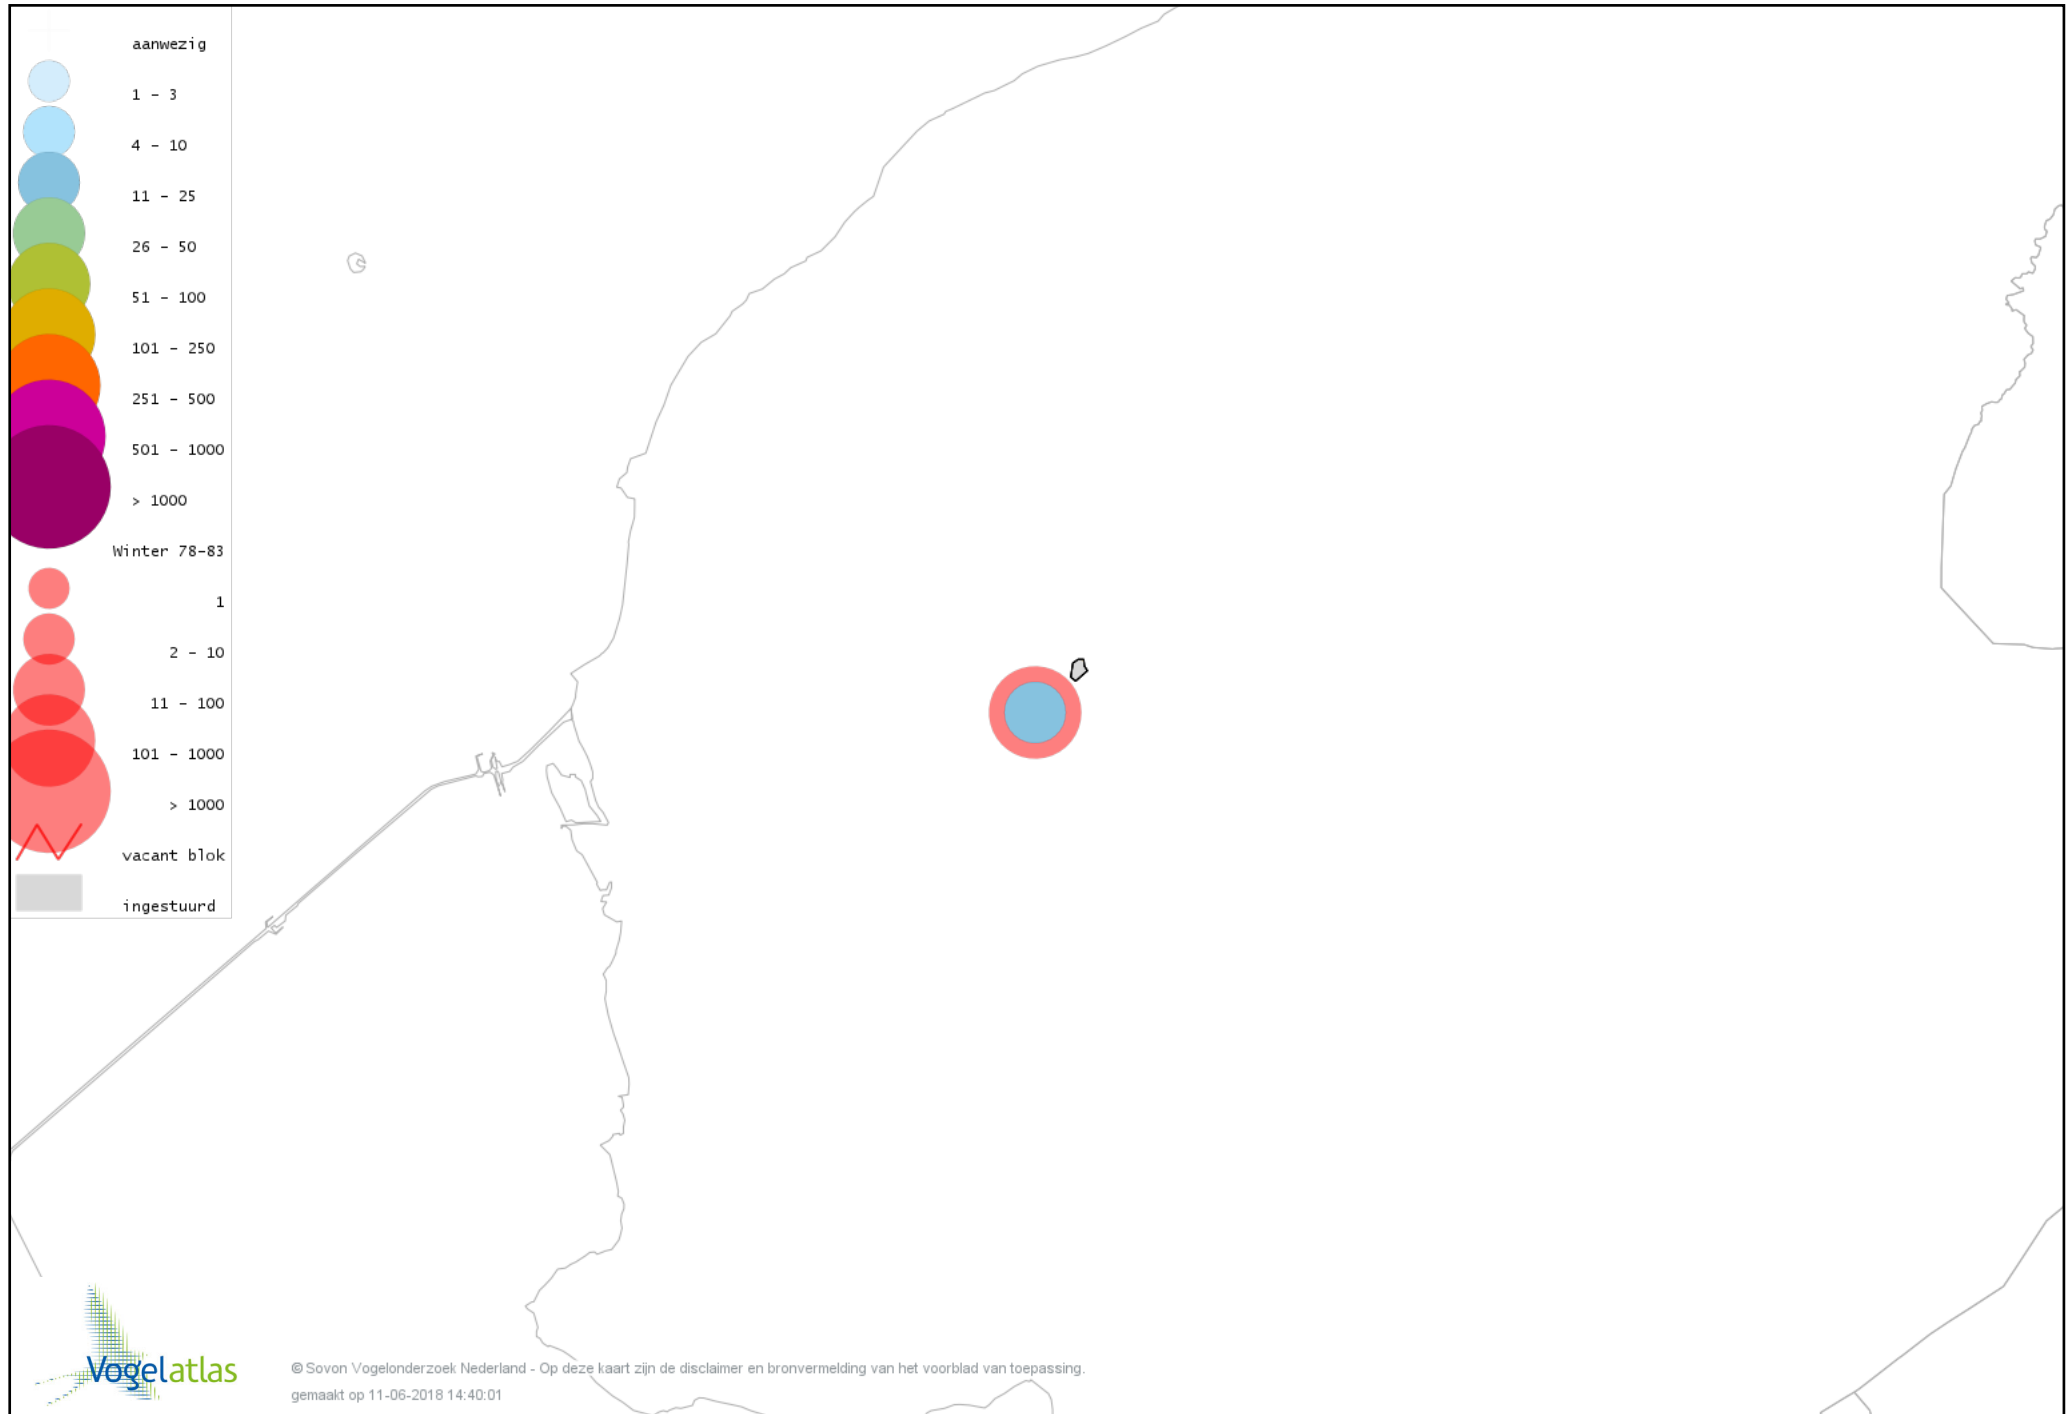 aanwezig
1 - 3
4 - 10
11 - 25
26 - 50
51 - 100
101 - 250
251 - 500
501 - 1000
> 1000
Winter 78-83
1
2 - 10
11 - 100
101 - 1000
> 1000
vacant blok
ingestuurd
Vogelatlas
© Sovon Vogelonderzoek Nederland - Op deze kaart zijn de disclaimer en bronvermelding van het voorblad van toepassing.
gemaakt op 11-06-2018 14:40:01